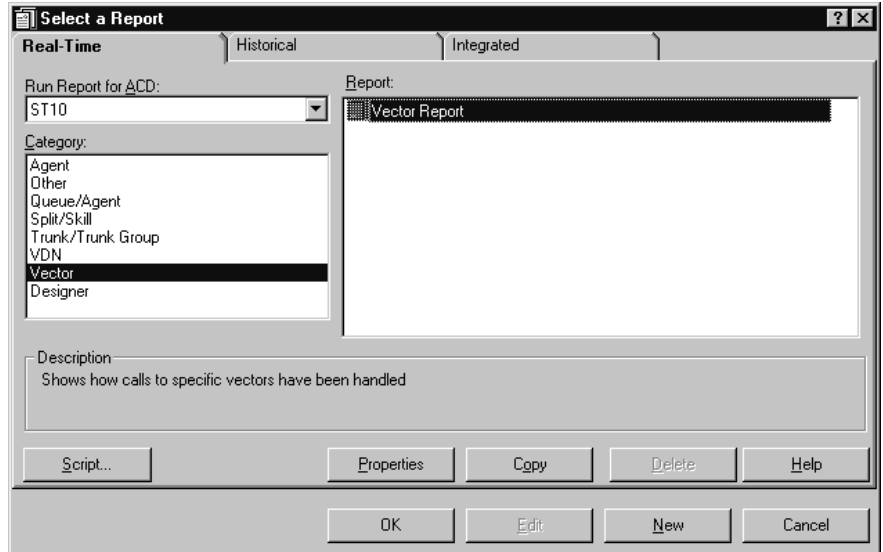 Select a Report
Real-Time
Historical
Integrated
Run Report for ACD:
ST10
Category:
Agent
Other
Queue/Agent
Split/Skill
Trunk/Trunk Group
VDN
Vector
Designer
Report:
Vector Report
Description
Shows how calls to specific vectors have been handled
Script...
Properties
Copy
Delete
Help
OK
Edit
New
Cancel